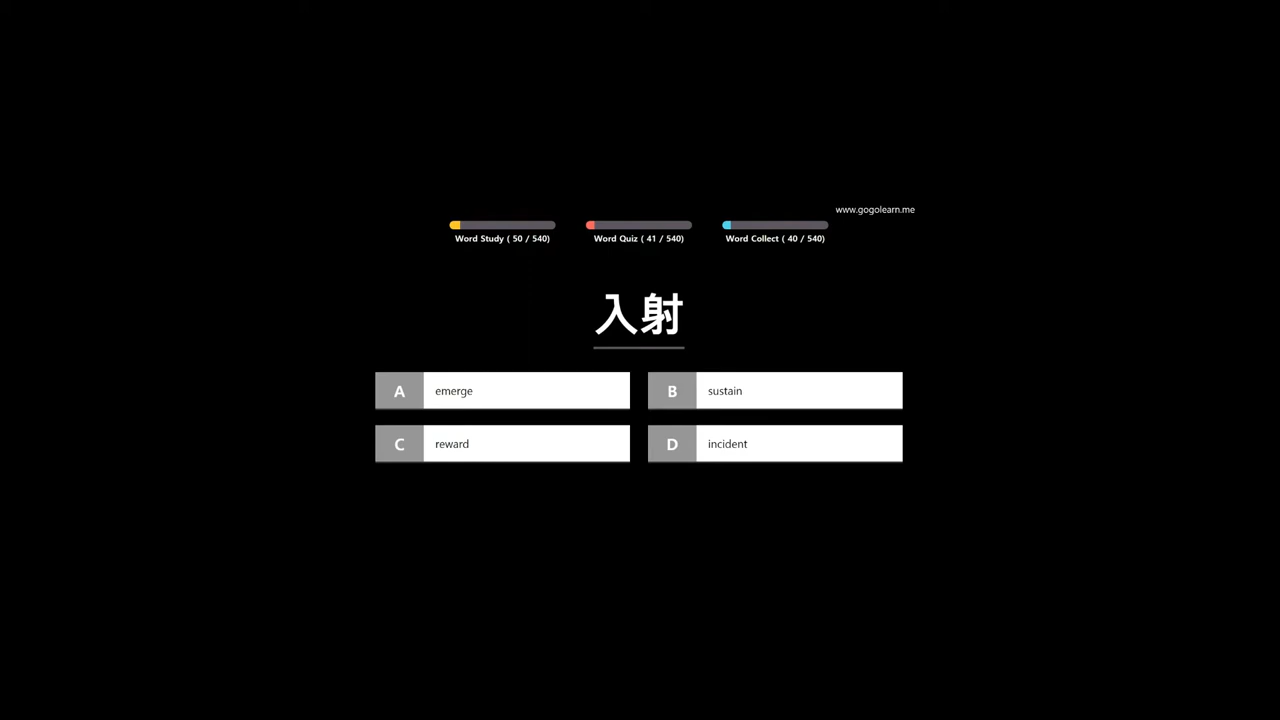 www.gogolearn.me
Word Study ( 50 / 540)
Word Quiz ( 41 / 540)
Word Collect ( 40 / 540)
入射
A emerge
B sustain
C reward
D incident